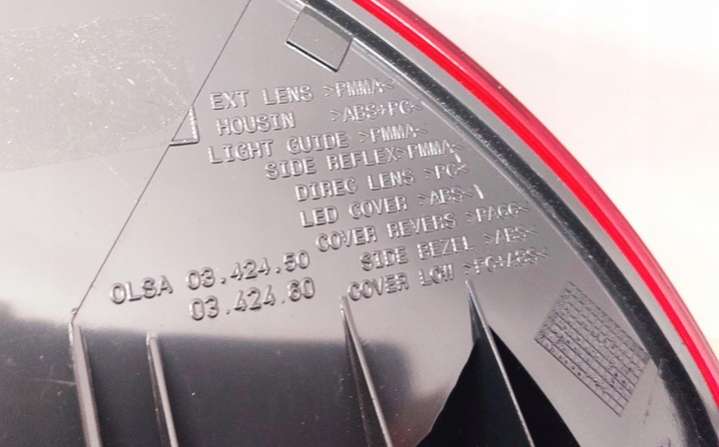 EXT LENS >PMMA<
HOUSIN >ABS+PC<
LIGHT GUIDE >PMMA<
SIDE REFLEX>PMMA<
DIREC LENS >PC<
LED COVER >ABS<
COVER REVERS >PAGG<
SIDE BEZEL >ABS<
COVER LOW >PC+ABS<
OLSA 03.424.50
03.424.60